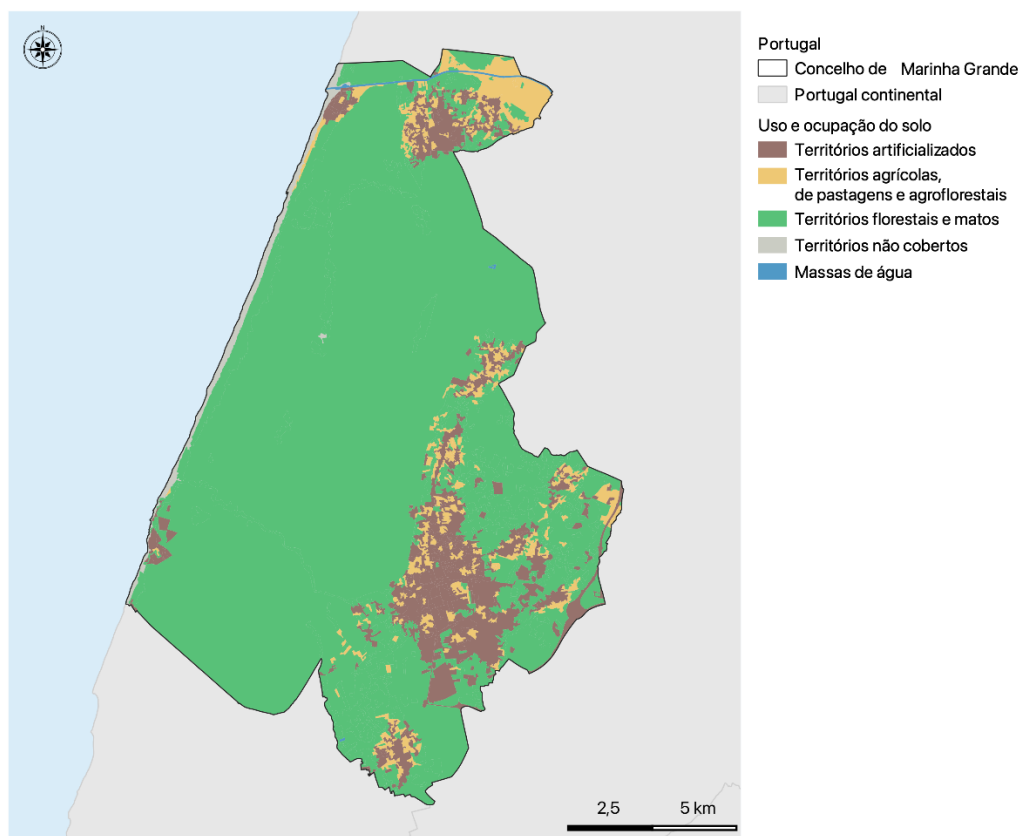 N
Portugal
Concelho de Marinha Grande
Portugal continental
Uso e ocupação do solo
Territórios artificializados
Territórios agrícolas,
de pastagens e agroflorestais
Territórios florestais e matos
Territórios não cobertos
Massas de água
2,5 5 km